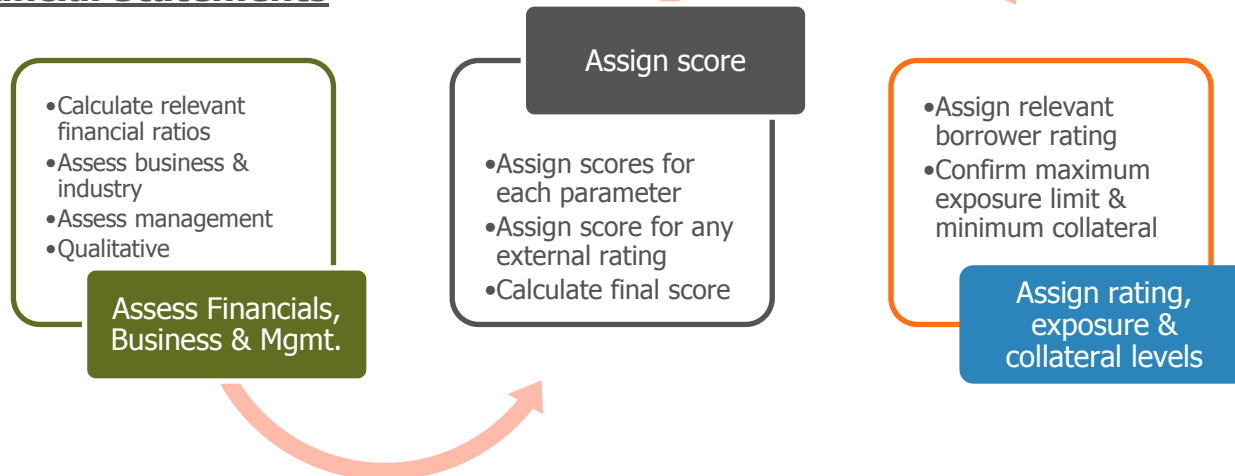 •Calculate relevant
financial ratios
•Assess business &
industry
•Assess management
•Qualitative
Assess Financials,
Business & Mgmt.
Assign score
•Assign scores for
each parameter
•Assign score for any
external rating
•Calculate final score
•Assign relevant
borrower rating
•Confirm maximum
exposure limit &
minimum collateral
Assign rating,
exposure &
collateral levels